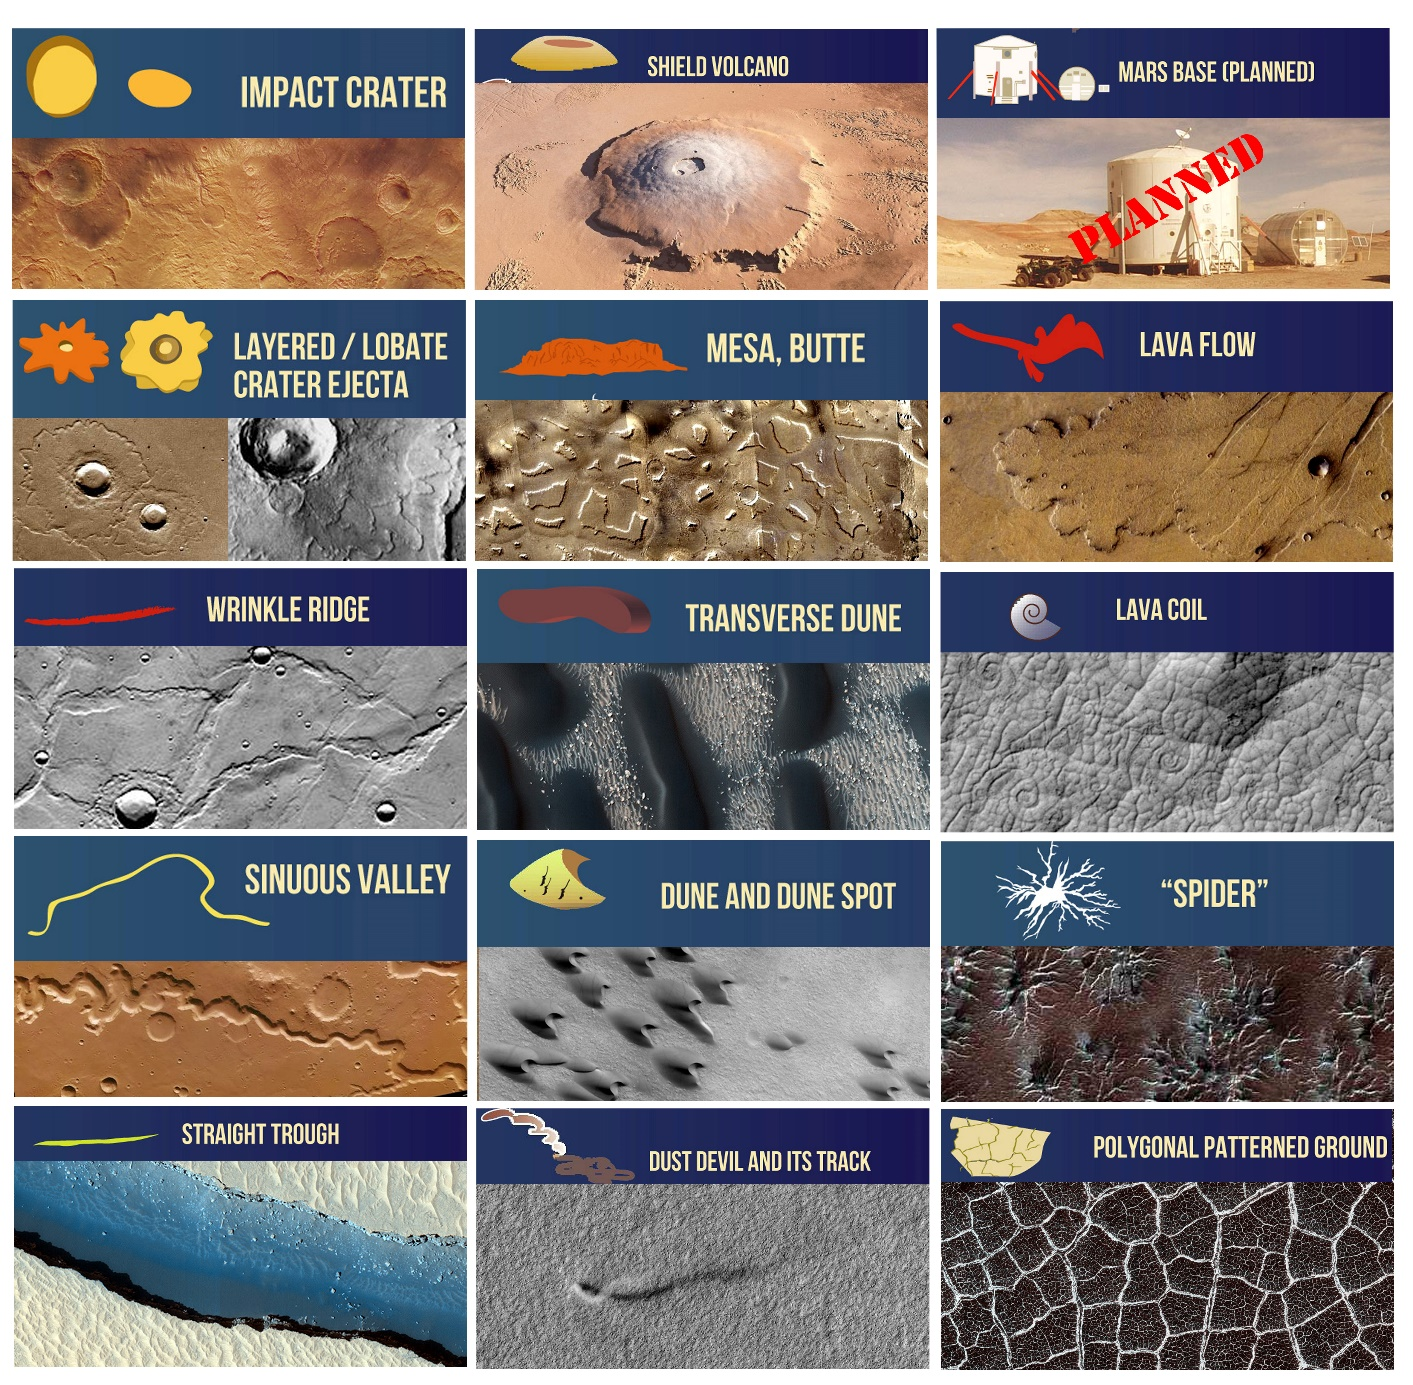 IMPACT CRATER
SHIELD VOLCANO
MARS BASE (PLANNED)
PLANNED
LAYERED / LOBATE
CRATER EJECTA
MESA, BUTTE
LAVA FLOW
WRINKLE RIDGE
TRANSVERSE DUNE
LAVA COIL
SINUOUS VALLEY
DUNE AND DUNE SPOT
“SPIDER”
STRAIGHT TROUGH
DUST DEVIL AND ITS TRACK
POLYGONAL PATTERNED GROUND